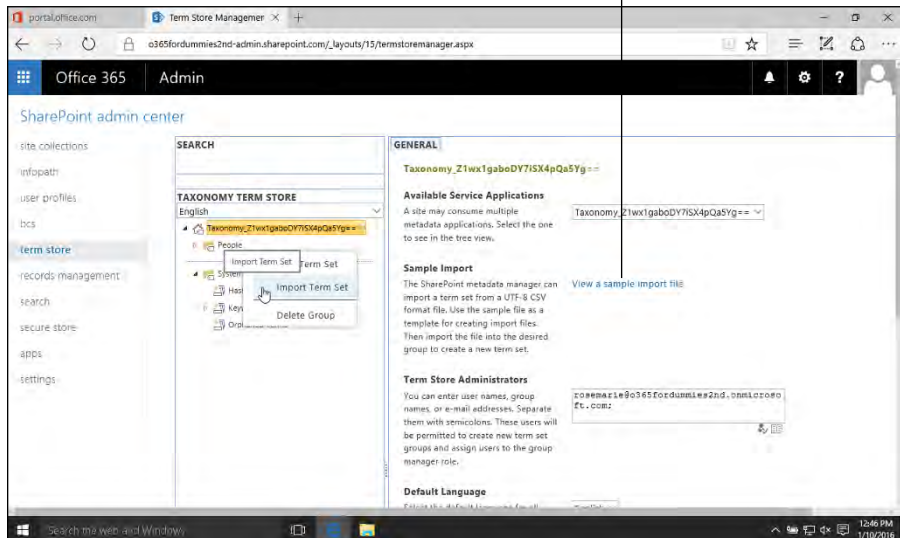 portal.office.com
Term Store Managemer
o365fordummies2nd-admin.sharepoint.com/_layouts/15/termstoremanager.aspx
Office 365
Admin
?
SharePoint admin center
site collections
infopath
user profiles
bcs
term store
records management
search
secure store
apps
settings
SEARCH
TAXONOMY TERM STORE
English
Taxonomy_Z1wx1gaboDY7iSX4pQa5Yg==
People
System
Import Term Set
Term Set
Import Term Set
Delete Group
GENERAL
Taxonomy_Z1wx1gaboDY7iSX4pQa5Yg==
Available Service Applications
A site may consume multiple
metadata applications. Select the one
to see in the tree view.
Taxonomy_Z1wx1gaboDY7iSX4pQa5Yg==
Sample Import
The SharePoint metadata manager can
import a term set from a UTF-8 CSV
format file. Use the sample file as a
template for creating import files.
Then import the file into the desired
group to create a new term set.
View a sample import file
Term Store Administrators
You can enter user names, group
names, or e-mail addresses. Separate
them with semicolons. These users will
be permitted to create new term set
groups and assign users to the group
manager role.
rosemarie@o365fordummies2nd.onmicroso
ft.com;
Default Language
Search the web and Windows
12:46 PM
1/10/2016